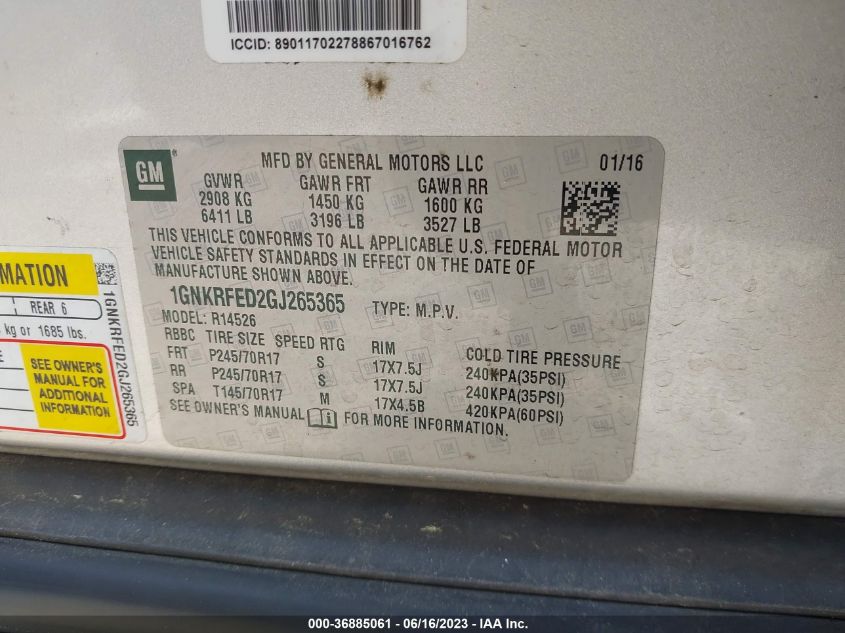 ICCID: 89011702278867016762
GM
MFD BY GENERAL MOTORS LLC 01/16
GVWR GAWR FRT GAWR RR
2908 KG 1450 KG 1600 KG
6411 LB 3196 LB 3527 LB
THIS VEHICLE CONFORMS TO ALL APPLICABLE U.S. FEDERAL MOTOR
VEHICLE SAFETY STANDARDS IN EFFECT ON THE DATE OF
MANUFACTURE SHOWN ABOVE.
1GNKRFED2GJ265365 TYPE: M.P.V.
MODEL: R14526
RBBC TIRE SIZE SPEED RTG RIM COLD TIRE PRESSURE
FRT P245/70R17 S 17X7.5J 240KPA(35PSI)
RR P245/70R17 S 17X7.5J 240KPA(35PSI)
SPA T145/70R17 M 17X4.5B 420KPA(60PSI)
SEE OWNER'S MANUAL FOR MORE INFORMATION.
REAR 6
kg or 1685 lbs.
SEE OWNER'S
MANUAL FOR
ADDITIONAL
INFORMATION
1GNKRFED2GJ265365
000-36885061 - 06/16/2023 - IAA Inc.